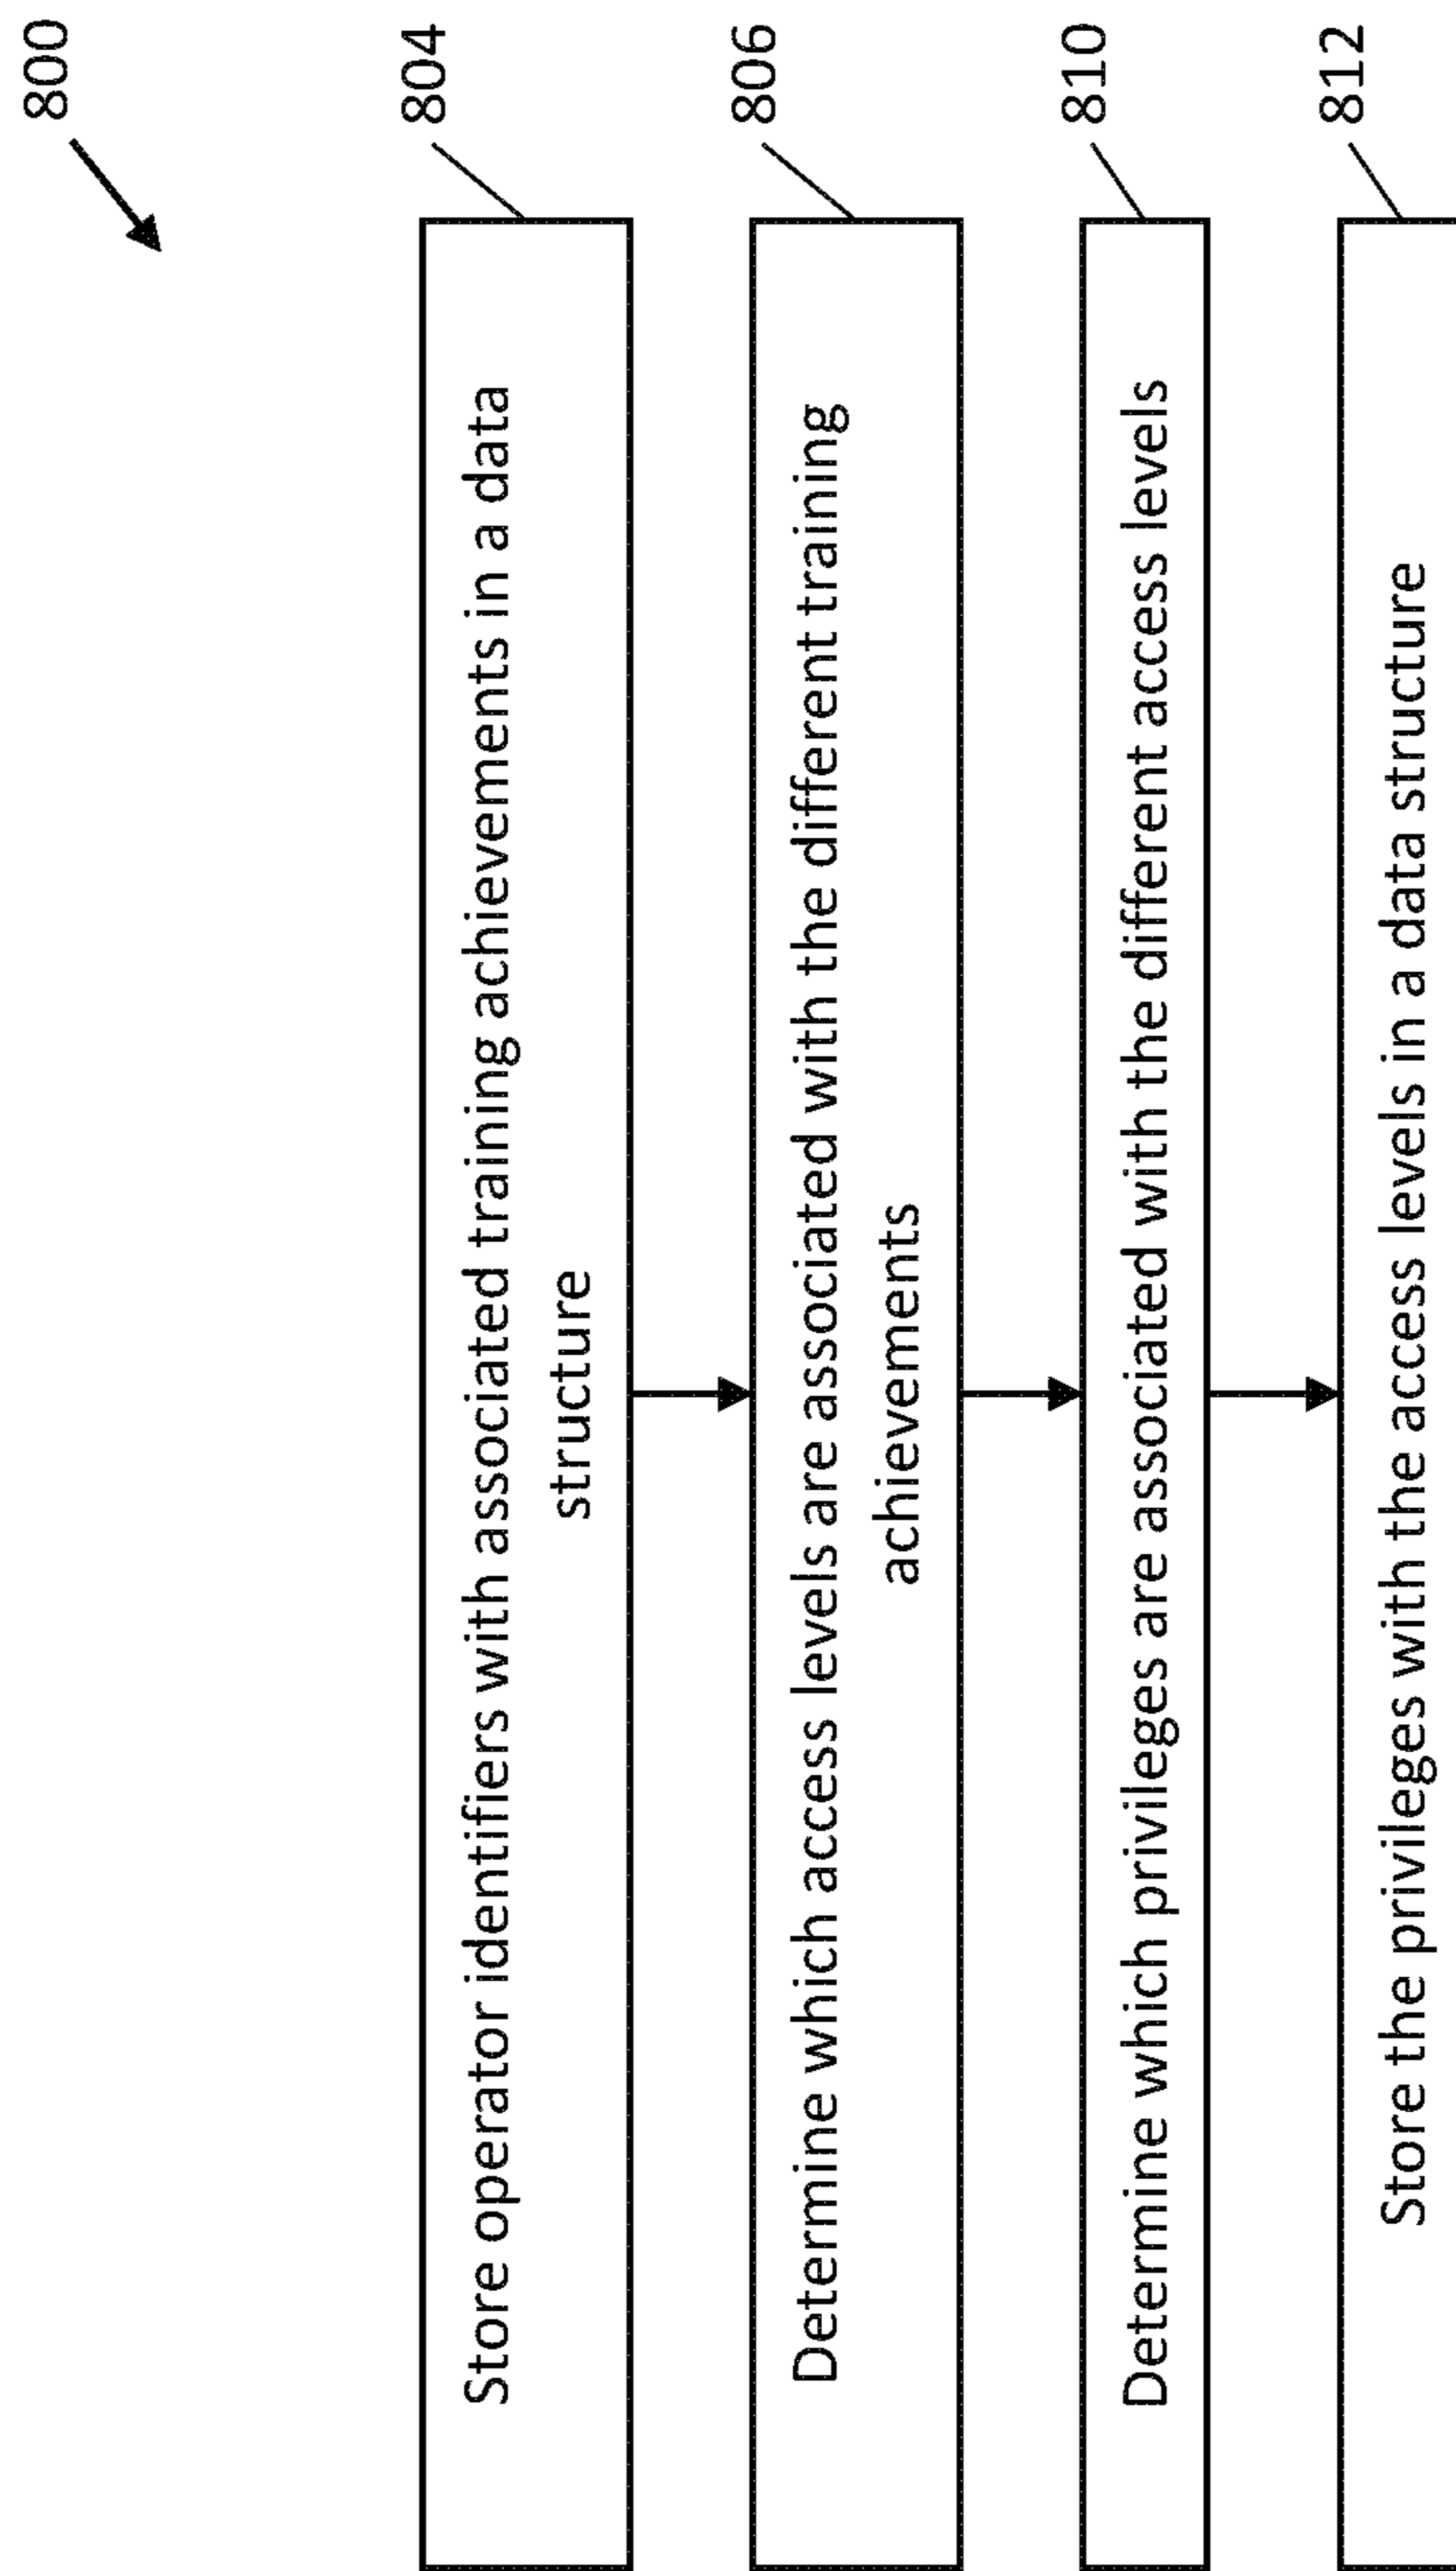 800
804
Store operator identifiers with associated training achievements in a data
structure
806
Determine which access levels are associated with the different training
achievements
810
Determine which privileges are associated with the different access levels
812
Store the privileges with the access levels in a data structure